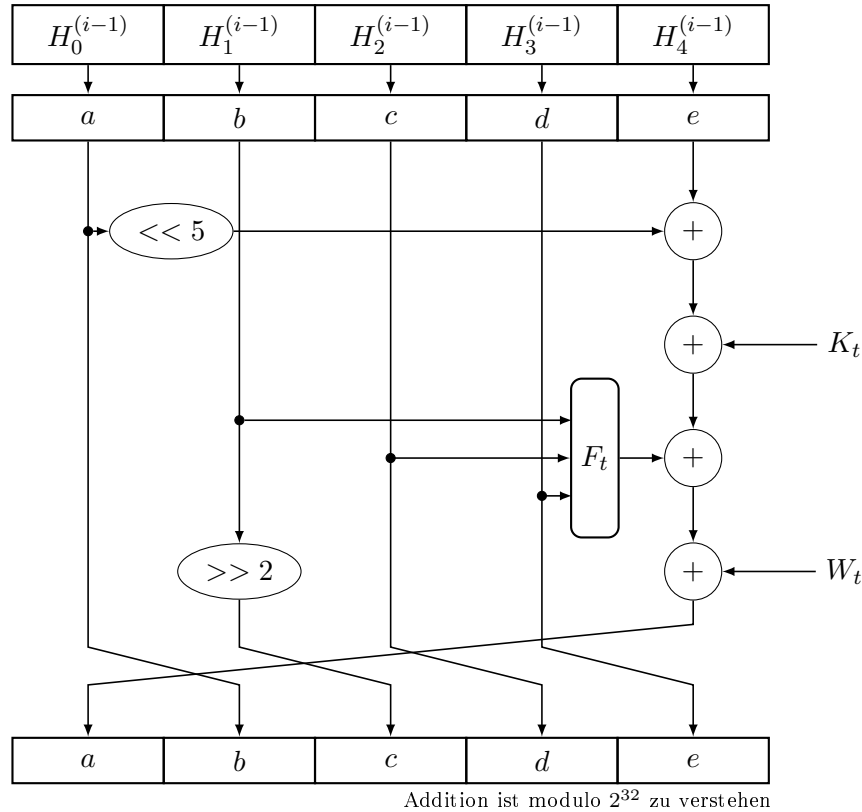 H_0^{(i-1)} H_1^{(i-1)} H_2^{(i-1)} H_3^{(i-1)} H_4^{(i-1)}
a b c d e
<< 5 +
+ K_t
F_t +
>> 2 + W_t
a b c d e
Addition ist modulo 2^{32} zu verstehen